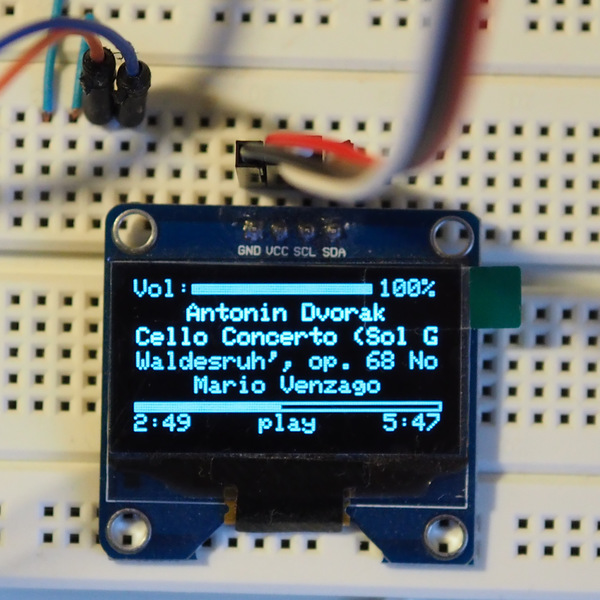 GND VCC SCL SDA
Vol: 100%
Antonin Dvorak
Cello Concerto (Sol G
Waldesruh', op. 68 No
Mario Venzago
2:49 play 5:47